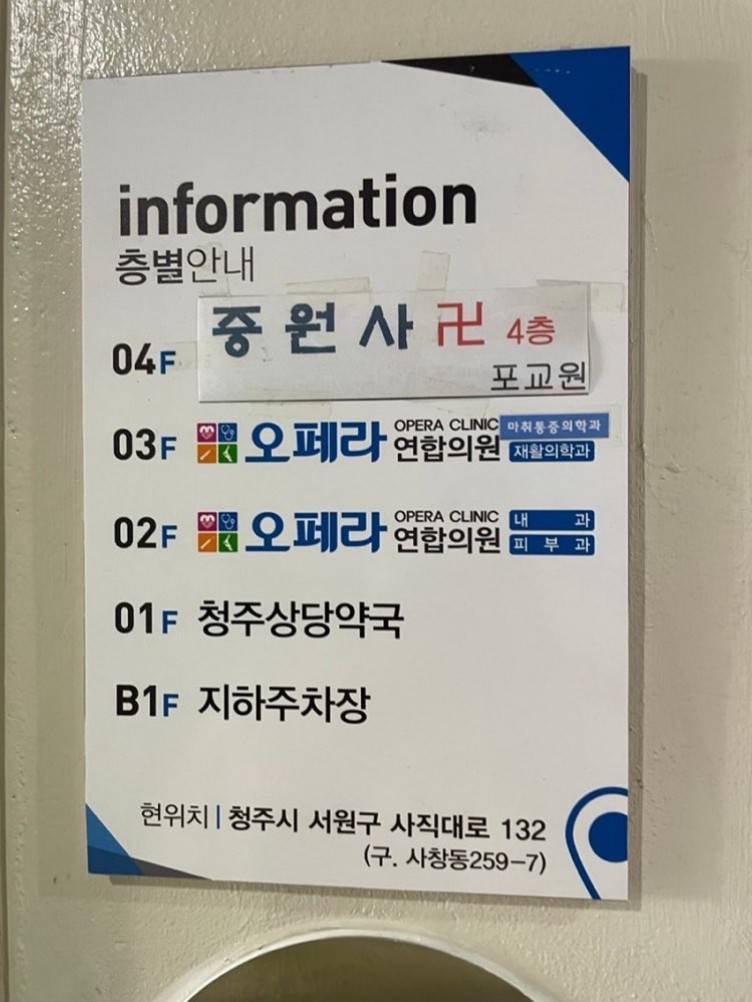 information
층별안내
04F 중원사 卍 4층
포교원
03F 오페라 OPERA CLINIC 연합의원 마취통증의학과 재활의학과
02F 오페라 OPERA CLINIC 연합의원 내과 피부과
01F 청주상당약국
B1F 지하주차장
현위치 | 청주시 서원구 사직대로 132
(구. 사창동259-7)